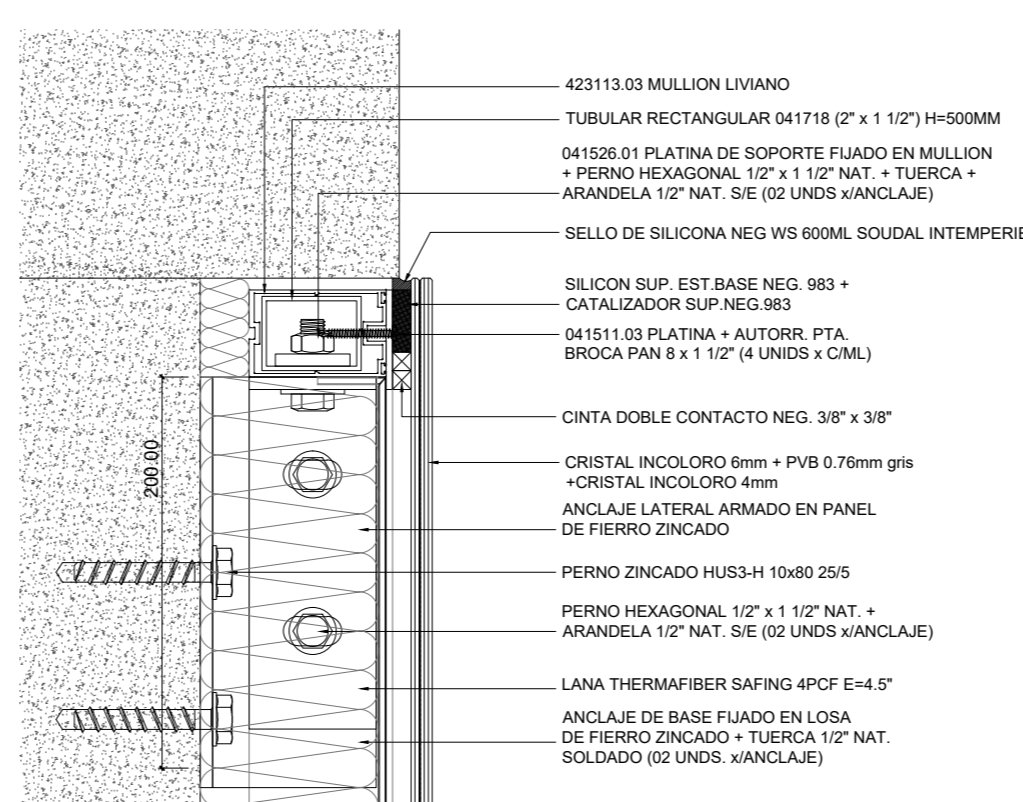 423113.03 MULLION LIVIANO
TUBULAR RECTANGULAR 041718 (2" x 1 1/2") H=500MM
041526.01 PLATINA DE SOPORTE FIJADO EN MULLION
+ PERNO HEXAGONAL 1/2" x 1 1/2" NAT. + TUERCA +
ARANDELA 1/2" NAT. S/E (02 UNDS x/ANCLAJE)
SELLO DE SILICONA NEG WS 600ML SOUDAL INTEMPERIE
SILICON SUP. EST.BASE NEG. 983 +
CATALIZADOR SUP.NEG.983
041511.03 PLATINA + AUTORR. PTA.
BROCA PAN 8 x 1 1/2" (4 UNIDS x C/ML)
CINTA DOBLE CONTACTO NEG. 3/8" x 3/8"
CRISTAL INCOLORO 6mm + PVB 0.76mm gris
+CRISTAL INCOLORO 4mm
ANCLAJE LATERAL ARMADO EN PANEL
DE FIERRO ZINCADO
200.00
PERNO ZINCADO HUS3-H 10x80 25/5
PERNO HEXAGONAL 1/2" x 1 1/2" NAT. +
ARANDELA 1/2" NAT. S/E (02 UNDS x/ANCLAJE)
LANA THERMAFIBER SAFING 4PCF E=4.5"
ANCLAJE DE BASE FIJADO EN LOSA
DE FIERRO ZINCADO + TUERCA 1/2" NAT.
SOLDADO (02 UNDS. x/ANCLAJE)